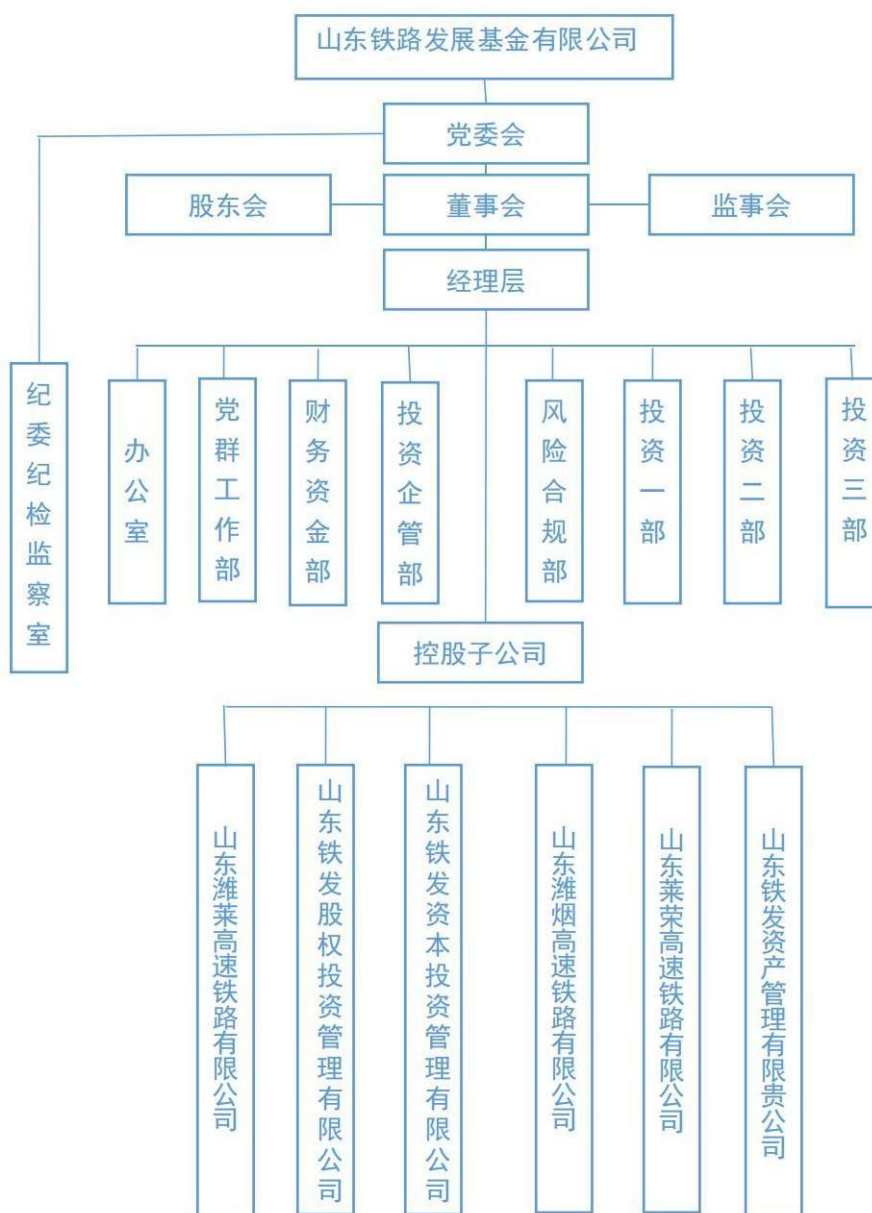 山东铁路发展基金有限公司
党委会
股东会
董事会
监事会
经理层
纪委纪检监察室
办公室
党群工作部
财务资金部
投资企管部
风险合规部
投资一部
投资二部
投资三部
控股子公司
山东潍莱高速铁路有限公司
山东铁发股权投资管理有限公司
山东铁发资本投资管理有限公司
山东潍烟高速铁路有限公司
山东莱荣高速铁路有限公司
山东铁发资产管理有限贵公司